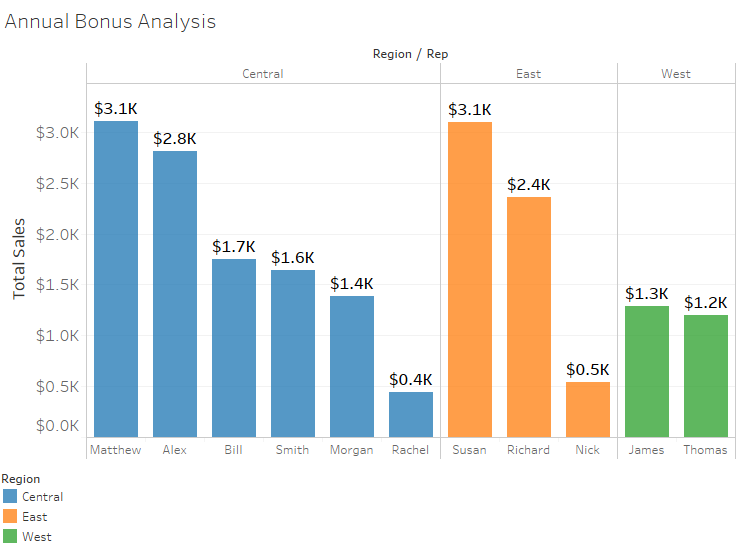 Annual Bonus Analysis
Region / Rep
Central East West
Total Sales
$3.0K
$2.5K
$2.0K
$1.5K
$1.0K
$0.5K
$0.0K
$3.1K $2.8K $1.7K $1.6K $1.4K $0.4K $3.1K $2.4K $0.5K $1.3K $1.2K
Matthew Alex Bill Smith Morgan Rachel Susan Richard Nick James Thomas
Region
Central
East
West